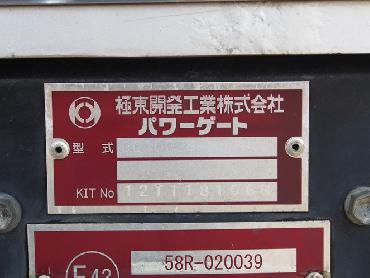 極東開発工業株式会社
パワーゲート
型 式
KIT No
E43
58R-020039